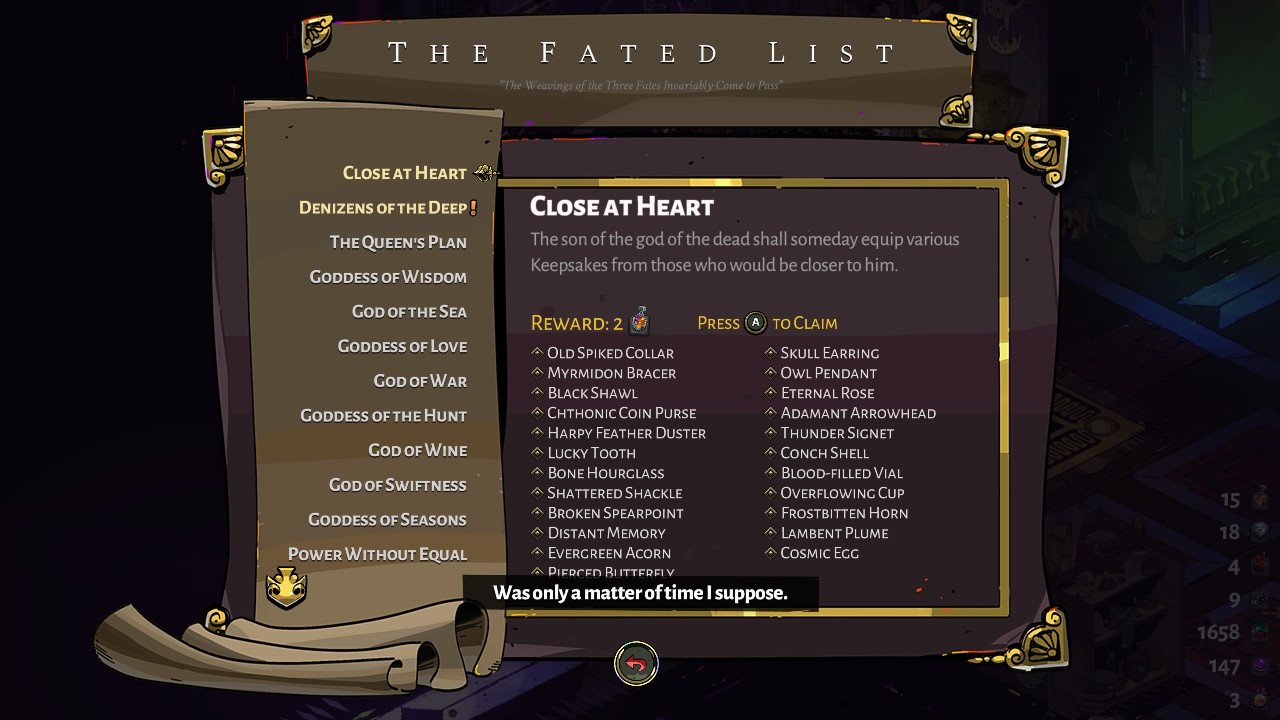 THE FATED LIST
"The Weavings of the Three Fates Invariably Come to Pass"
CLOSE AT HEART
DENIZENS OF THE DEEP!
THE QUEEN'S PLAN
GODDESS OF WISDOM
GOD OF THE SEA
GODDESS OF LOVE
GOD OF WAR
GODDESS OF THE HUNT
GOD OF WINE
GOD OF SWIFTNESS
GODDESS OF SEASONS
POWER WITHOUT EQUAL
CLOSE AT HEART
The son of the god of the dead shall someday equip various
Keepsakes from those who would be closer to him.
REWARD: 2 PRESS A TO CLAIM
OLD SPIKED COLLAR
MYRMIDON BRACER
BLACK SHAWL
CHTHONIC COIN PURSE
HARPY FEATHER DUSTER
LUCKY TOOTH
BONE HOURGLASS
SHATTERED SHACKLE
BROKEN SPEARPOINT
DISTANT MEMORY
EVERGREEN ACORN
PIERCED BUTTERFLY
SKULL EARRING
OWL PENDANT
ETERNAL ROSE
ADAMANT ARROWHEAD
THUNDER SIGNET
CONCH SHELL
BLOOD-FILLED VIAL
OVERFLOWING CUP
FROSTBITTEN HORN
LAMBENT PLUME
COSMIC EGG
Was only a matter of time I suppose.
15
18
4
9
1658
147
3